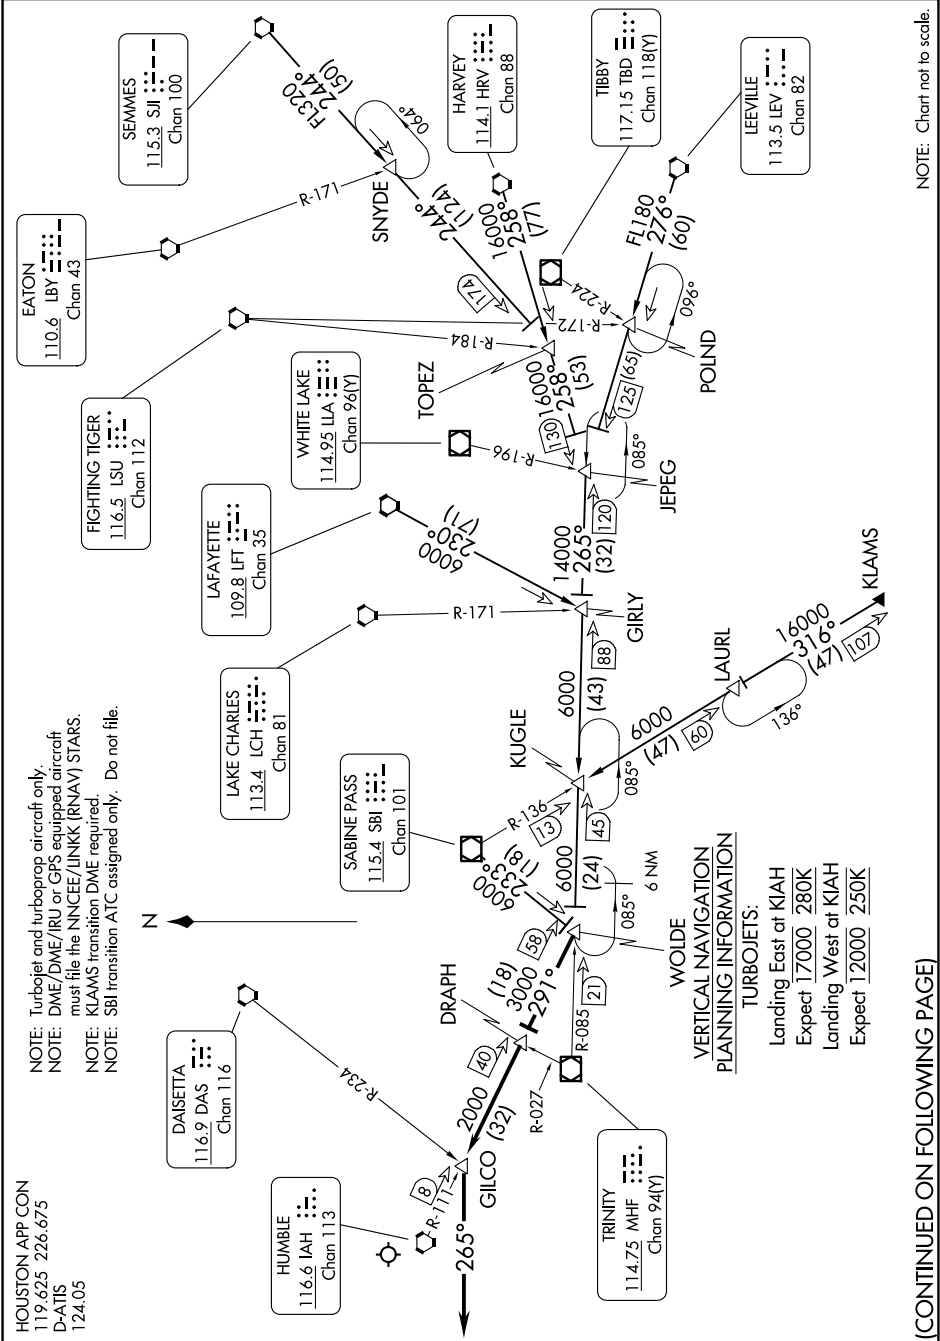 HOUSTON APP CON
119.625 226.675
D-ATIS
124.05
NOTE: Turbojet and turboprop aircraft only.
NOTE: DME/DME/IRU or GPS equipped aircraft
must file the NNCEE/LINKK (RNAV) STARS.
NOTE: KLAMS transition DME required.
NOTE: SBI transition ATC assigned only. Do not file.
EATON
110.6 LBY
Chan 43
SEMMES
115.3 SJI
Chan 100
FIGHTING TIGER
116.5 LSU
Chan 112
LAFAYETTE
109.8 LFT
Chan 35
LAKE CHARLES
113.4 LCH
Chan 81
WHITE LAKE
114.95 LLA
Chan 96(Y)
HARVEY
114.1 HRV
Chan 88
TIBBY
117.15 TBD
Chan 118(Y)
LEEVILLE
113.5 LEV
Chan 82
SABINE PASS
115.4 SBI
Chan 101
DAISETTA
116.9 DAS
Chan 116
HUMBLE
116.6 IAH
Chan 113
TRINITY
114.75 MHF
Chan 94(Y)
N
FL320
244°
(50)
064°
R-171
SNYDE
244°
(124)
174
16000
258°
(77)
R-184
R-172
R-224
FL180
276°
(60)
096°
POLND
TOPEZ
16000
258°
(53)
130
125
(65)
R-196
085°
JEPEG
120
14000
265°
(32)
6000
230°
(71)
R-171
GIRLY
88
6000
(43)
KUGLE
R-136
13
45
085°
6000
(47)
60
LAURL
136°
16000
316°
(47)
107
KLAMS
6000
233°
(18)
58
6000
(24)
085°
6 NM
WOLDE
21
R-085
DRAPH
(18)
3000
291°
40
R-027
2000
(32)
R-234
GILCO
8
R-111
265°
VERTICAL NAVIGATION
PLANNING INFORMATION
TURBOJETS:
Landing East at KIAH
Expect 17000 280K
Landing West at KIAH
Expect 12000 250K
NOTE: Chart not to scale.
(CONTINUED ON FOLLOWING PAGE)